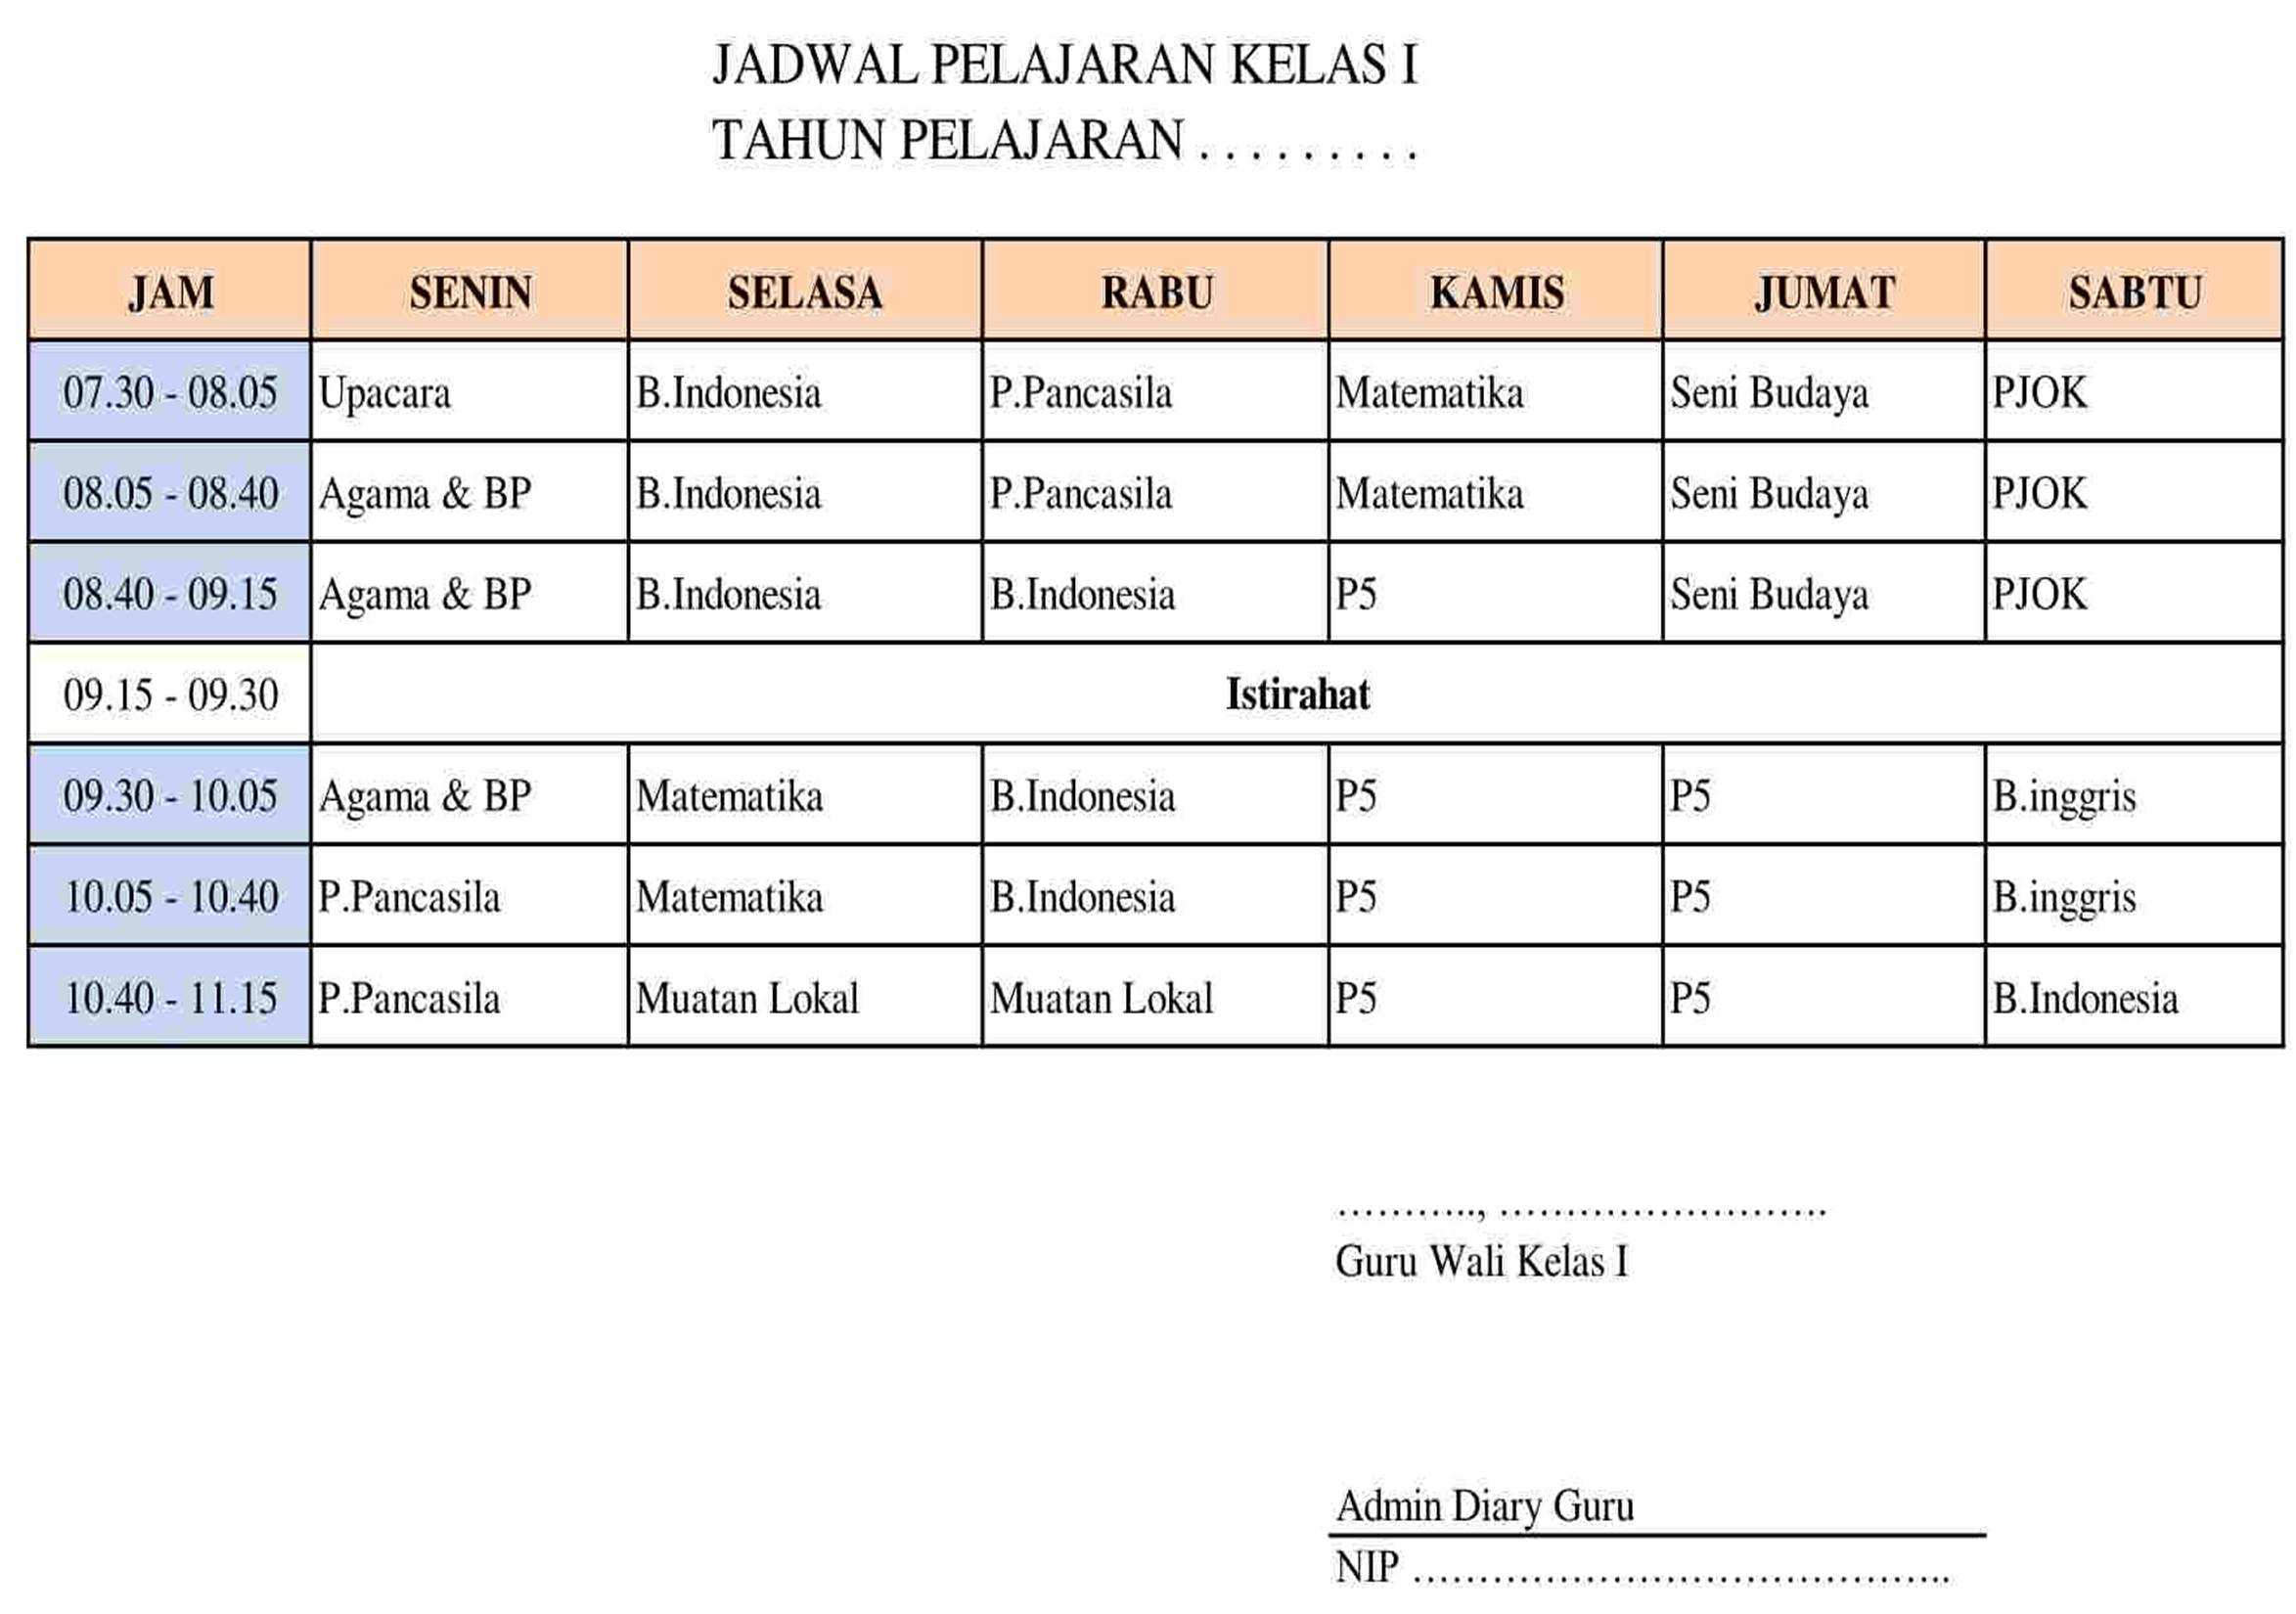 JADWAL PELAJARAN KELAS I
TAHUN PELAJARAN . . . . . . . . .
JAM SENIN SELASA RABU KAMIS JUMAT SABTU
07.30 - 08.05 Upacara B.Indonesia P.Pancasila Matematika Seni Budaya PJOK
08.05 - 08.40 Agama & BP B.Indonesia P.Pancasila Matematika Seni Budaya PJOK
08.40 - 09.15 Agama & BP B.Indonesia B.Indonesia P5 Seni Budaya PJOK
09.15 - 09.30 Istirahat
09.30 - 10.05 Agama & BP Matematika B.Indonesia P5 P5 B.inggris
10.05 - 10.40 P.Pancasila Matematika B.Indonesia P5 P5 B.inggris
10.40 - 11.15 P.Pancasila Muatan Lokal Muatan Lokal P5 P5 B.Indonesia
……….., …………………….
Guru Wali Kelas I
Admin Diary Guru
NIP …………………………………..